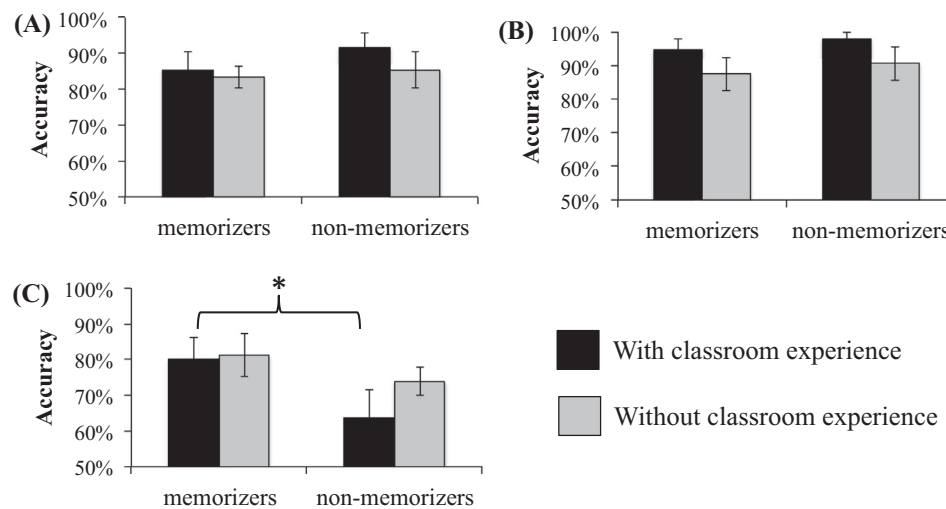 (A)
100%
90%
80%
70%
60%
50%
Accuracy
memorizers non-memorizers
(B)
100%
90%
80%
70%
60%
50%
Accuracy
memorizers non-memorizers
(C)
100%
90%
80%
70%
60%
50%
Accuracy
*
memorizers non-memorizers
With classroom experience
Without classroom experience